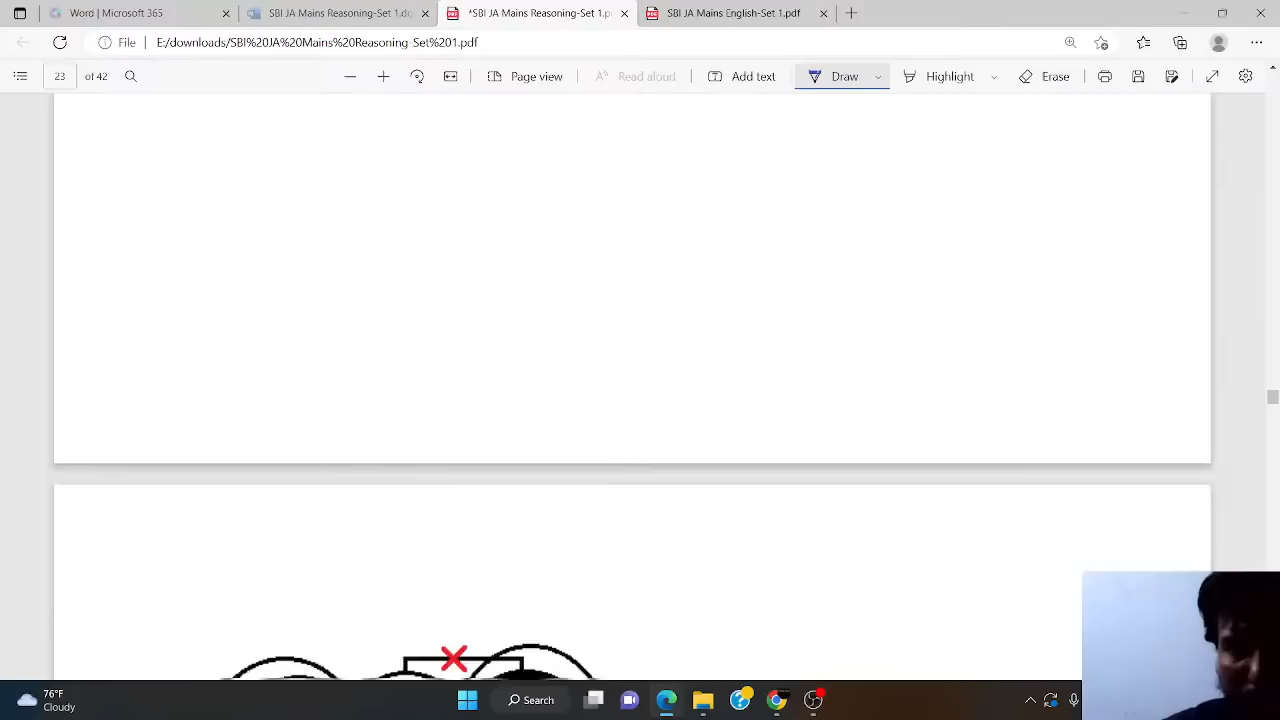 Word | Microsoft 365
SBI JA Mains Reasoning-Set 1.do
*SBI JA Mains Reasoning-Set 1.p
SBI JA Mains English-Set 1.pdf
File
E:/downloads/SBI%20JA%20Mains%20Reasoning-Set%201.pdf
23 of 42
Page view
Read aloud
Add text
Draw
Highlight
Erase
76°F
Cloudy
Search